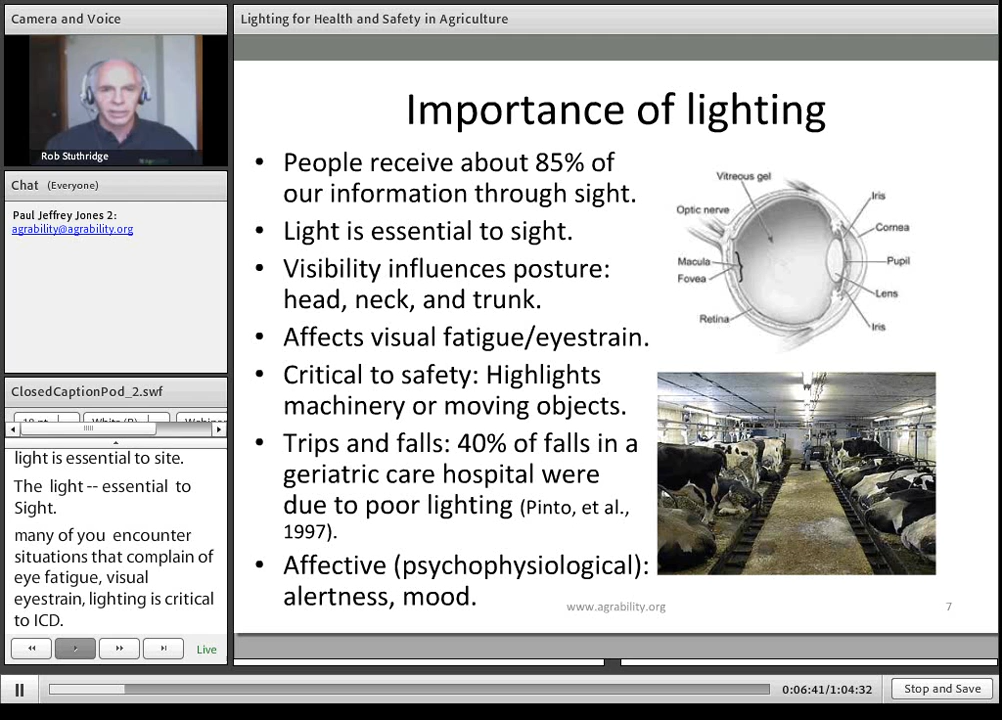 Camera and Voice
Rob Stuthridge
Chat (Everyone)
Paul Jeffrey Jones 2:
agrability@agrability.org
ClosedCaptionPod_2.swf
light is essential to site.
The light -- essential to
Sight.
many of you encounter
situations that complain of
eye fatigue, visual
eyestrain, lighting is critical
to ICD.
Live
Lighting for Health and Safety in Agriculture
Importance of lighting
• People receive about 85% of
our information through sight.
• Light is essential to sight.
• Visibility influences posture:
head, neck, and trunk.
• Affects visual fatigue/eyestrain.
• Critical to safety: Highlights
machinery or moving objects.
• Trips and falls: 40% of falls in a
geriatric care hospital were
due to poor lighting (Pinto, et al.,
1997).
• Affective (psychophysiological):
alertness, mood.
Vitreous gel
Optic nerve
Iris
Cornea
Macula
Pupil
Fovea
Lens
Retina
Iris
www.agrability.org
7
0:06:41/1:04:32
Stop and Save